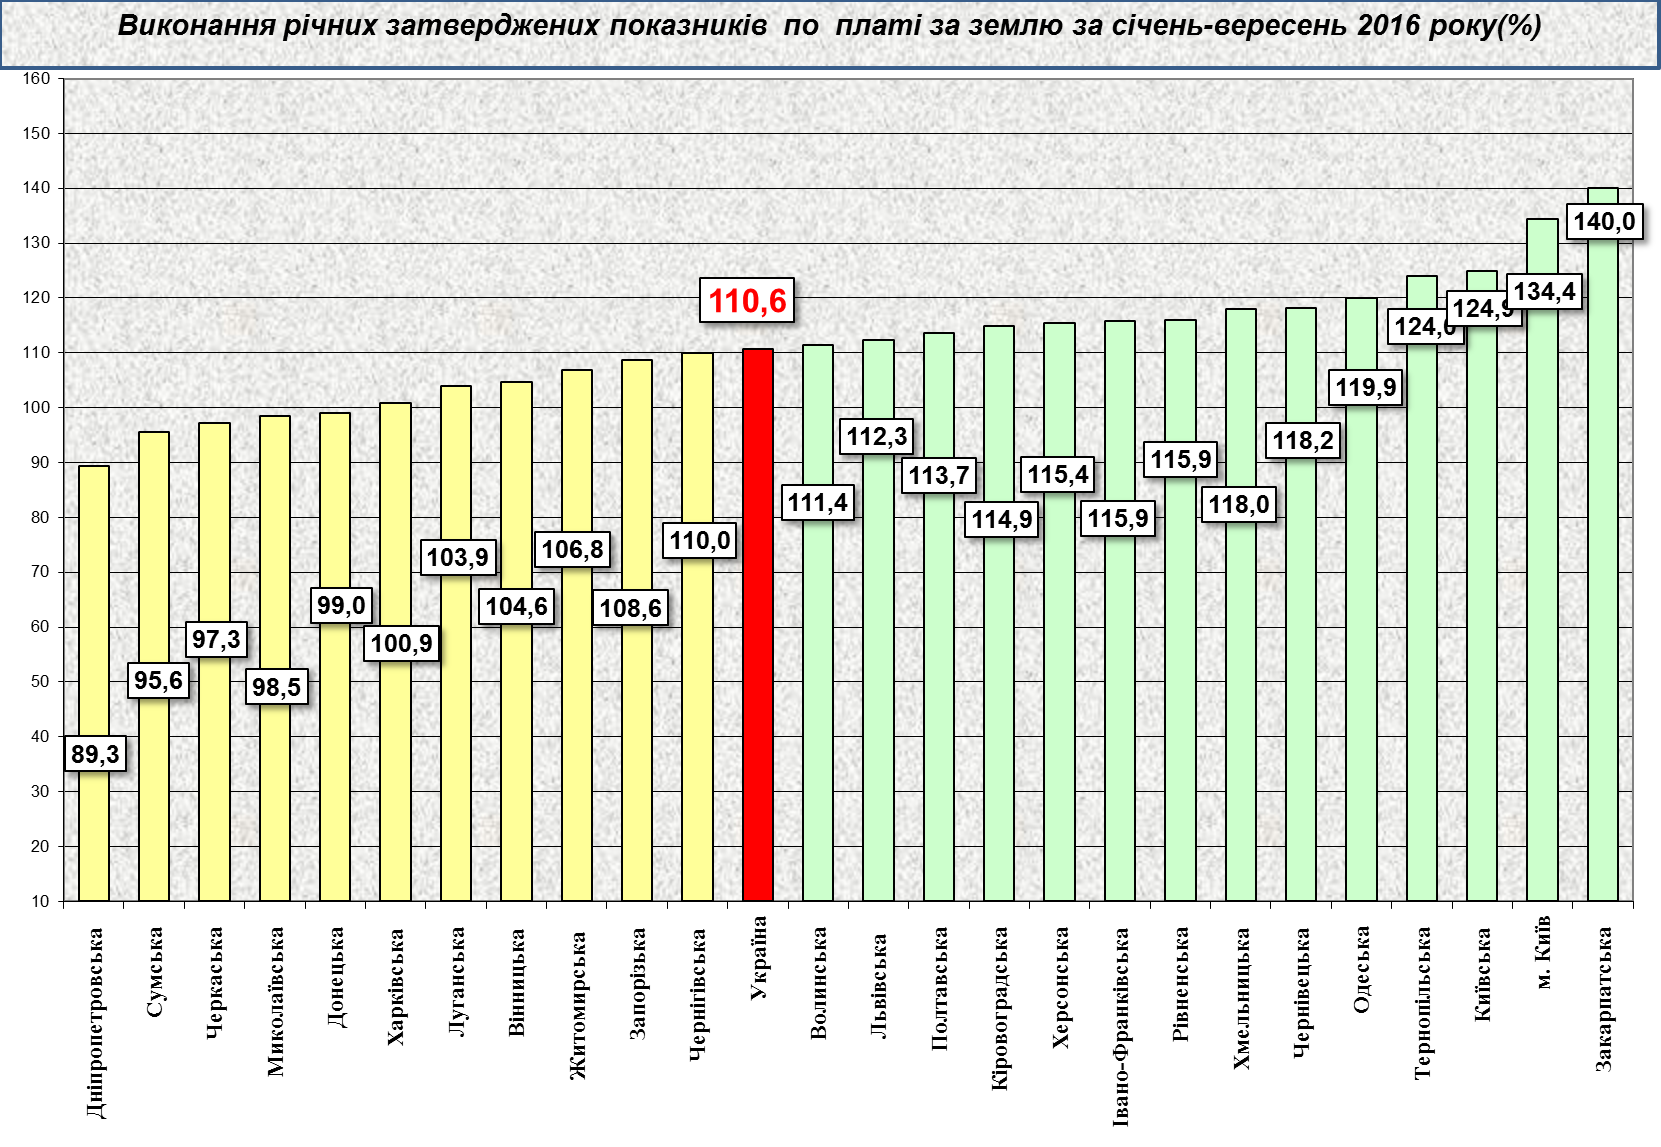 Виконання річних затверджених показників по платі за землю за січень-вересень 2016 року(%)
160
150
140
130
120
110
100
90
80
70
60
50
40
30
20
10
89,3
95,6
97,3
98,5
99,0
100,9
103,9
104,6
106,8
108,6
110,0
110,6
111,4
112,3
113,7
114,9
115,4
115,9
115,9
118,0
118,2
119,9
124,0
124,9
134,4
140,0
Дніпропетровська
Сумська
Черкаська
Миколаївська
Донецька
Харківська
Луганська
Вінницька
Житомирська
Запорізька
Чернігівська
Україна
Волинська
Львівська
Полтавська
Кіровоградська
Херсонська
Івано-Франківська
Рівненська
Хмельницька
Чернівецька
Одеська
Тернопільська
Київська
м. Київ
Закарпатська